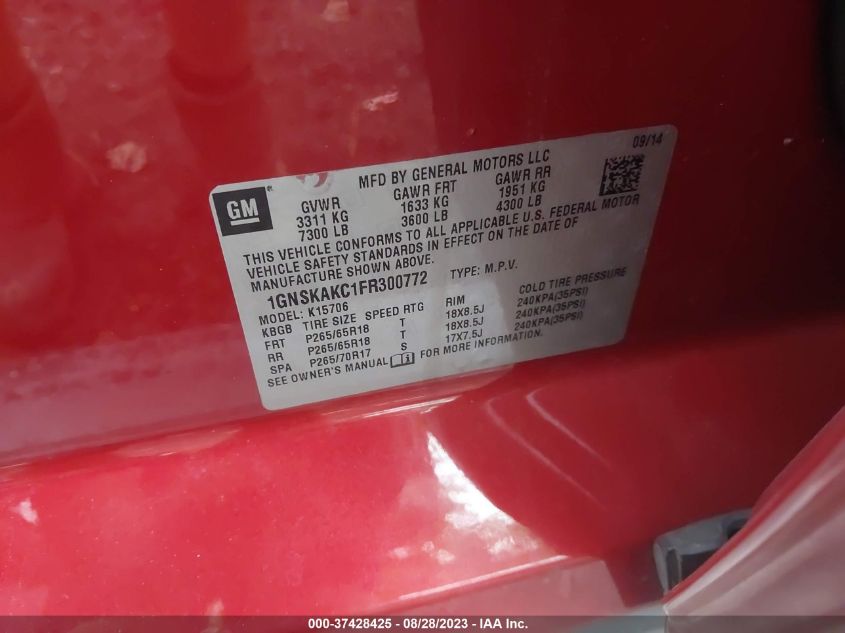 09/14
MFD BY GENERAL MOTORS LLC
GM®
GVWR GAWR FRT GAWR RR
3311 KG 1633 KG 1951 KG
7300 LB 3600 LB 4300 LB
THIS VEHICLE CONFORMS TO ALL APPLICABLE U.S. FEDERAL MOTOR
VEHICLE SAFETY STANDARDS IN EFFECT ON THE DATE OF
MANUFACTURE SHOWN ABOVE.
1GNSKAKC1FR300772 TYPE: M.P.V.
MODEL: K15706
KBGB TIRE SIZE SPEED RTG RIM COLD TIRE PRESSURE
FRT P265/65R18 T 18X8.5J 240KPA(35PSI)
RR P265/65R18 T 18X8.5J 240KPA(35PSI)
SPA P265/70R17 S 17X7.5J 240KPA(35PSI)
SEE OWNER'S MANUAL FOR MORE INFORMATION.
000-37428425 - 08/28/2023 - IAA Inc.